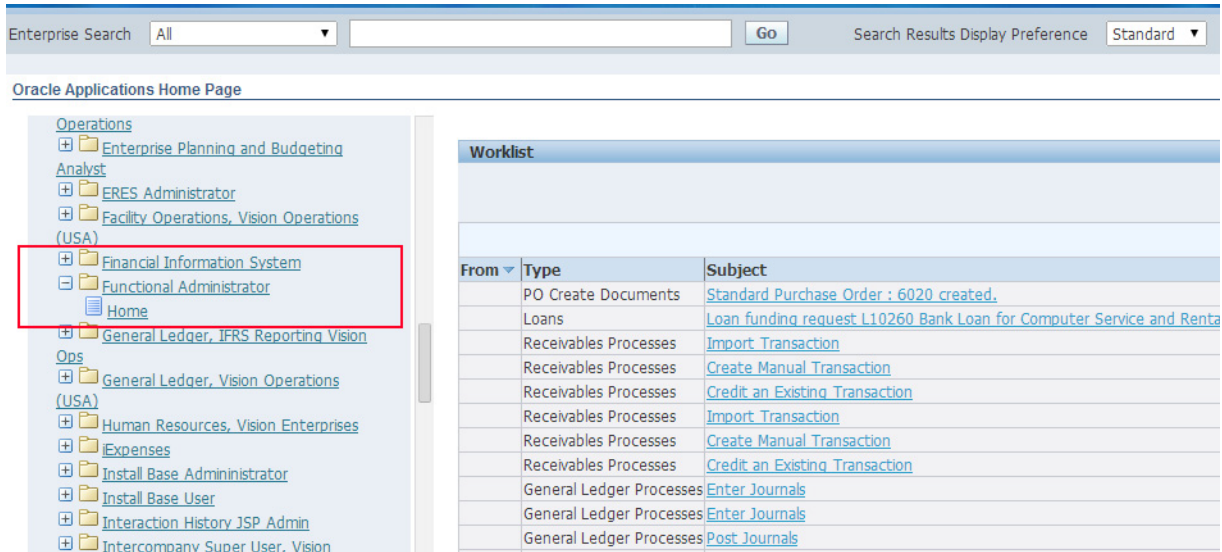 Enterprise Search All Go Search Results Display Preference Standard
Oracle Applications Home Page
Operations
Enterprise Planning and Budgeting
Analyst
ERES Administrator
Facility Operations, Vision Operations
(USA)
Financial Information System
Functional Administrator
Home
General Ledger, IFRS Reporting Vision
Ops
General Ledger, Vision Operations
(USA)
Human Resources, Vision Enterprises
iExpenses
Install Base Admininistrator
Install Base User
Interaction History JSP Admin
Intercompany Super User, Vision
Worklist
From Type Subject
PO Create Documents Standard Purchase Order : 6020 created.
Loans Loan funding request L10260 Bank Loan for Computer Service and Renta
Receivables Processes Import Transaction
Receivables Processes Create Manual Transaction
Receivables Processes Credit an Existing Transaction
Receivables Processes Import Transaction
Receivables Processes Create Manual Transaction
Receivables Processes Credit an Existing Transaction
General Ledger Processes Enter Journals
General Ledger Processes Enter Journals
General Ledger Processes Post Journals